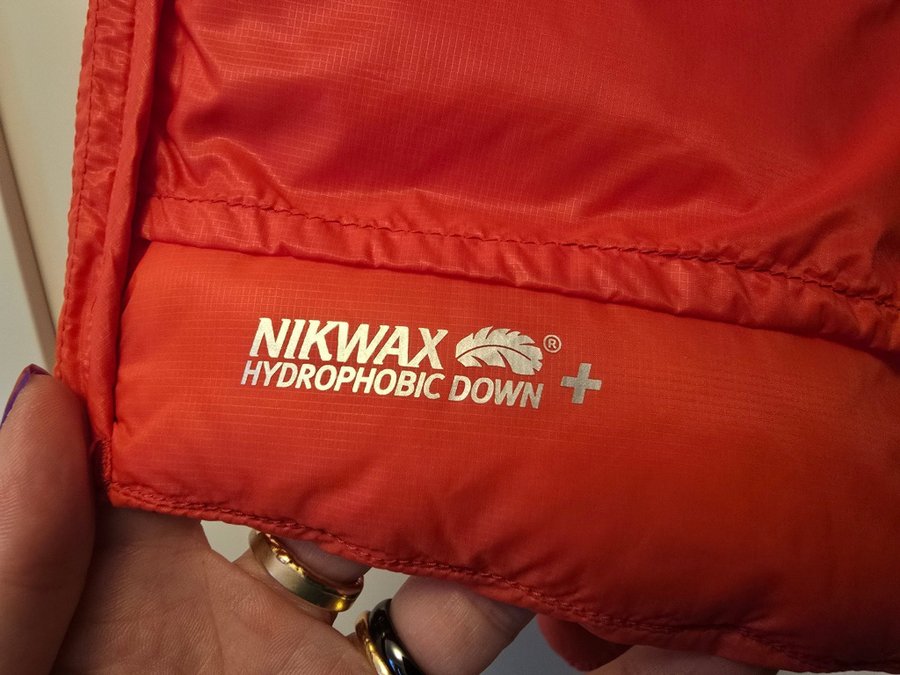 NIKWAX ®
HYDROPHOBIC DOWN +